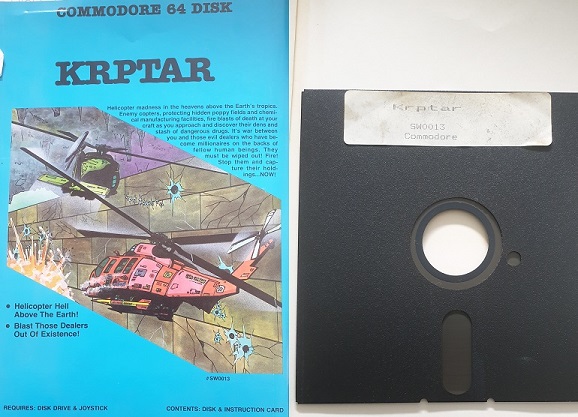 COMMODORE 64 DISK
KRPTAR
Helicopter madness in the heavens above the Earth's tropics.
Enemy copters, protecting hidden poppy fields and chemi-
cal manufacturing facilities, fire blasts of death at your
craft as you approach and discover their dens and
stash of dangerous drugs. It's war between
you and those evil dealers who have be-
come millionaires on the backs of
fellow human beings. They
must be wiped out! Fire!
Stop them and cap-
ture their hold-
ings...NOW!
• Helicopter Hell
Above The Earth!
• Blast Those Dealers
Out Of Existence!
#SW0013
REQUIRES: DISK DRIVE & JOYSTICK
CONTENTS: DISK & INSTRUCTION CARD
Krptar
SW0013
Commodore